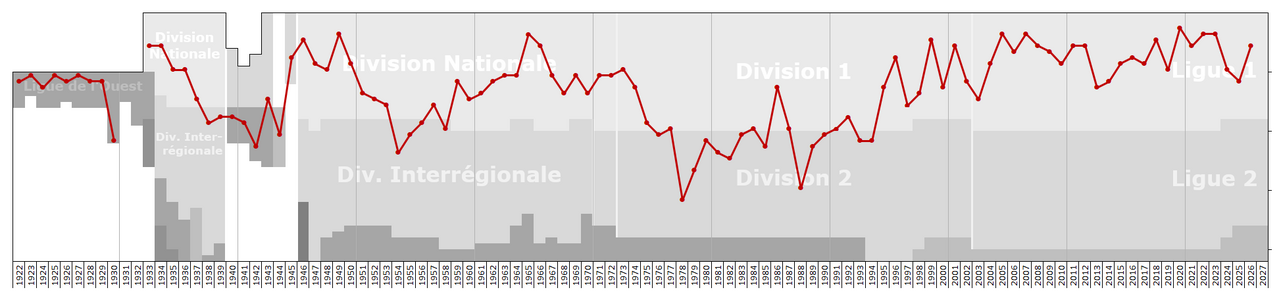 Division
Nationale
Ligue de l'Ouest
Div. Inter-
régionale
Division Nationale
Div. Interrégionale
Division 1
Division 2
Ligue 1
Ligue 2
1922 1923 1924 1925 1926 1927 1928 1929 1930 1931 1932 1933 1934 1935 1936 1937 1938 1939 1940 1941 1942 1943 1944 1945 1946 1947 1948 1949 1950 1951 1952 1953 1954 1955 1956 1957 1958 1959 1960 1961 1962 1963 1964 1965 1966 1967 1968 1969 1970 1971 1972 1973 1974 1975 1976 1977 1978 1979 1980 1981 1982 1983 1984 1985 1986 1987 1988 1989 1990 1991 1992 1993 1994 1995 1996 1997 1998 1999 2000 2001 2002 2003 2004 2005 2006 2007 2008 2009 2010 2011 2012 2013 2014 2015 2016 2017 2018 2019 2020 2021 2022 2023 2024 2025 2026 2027